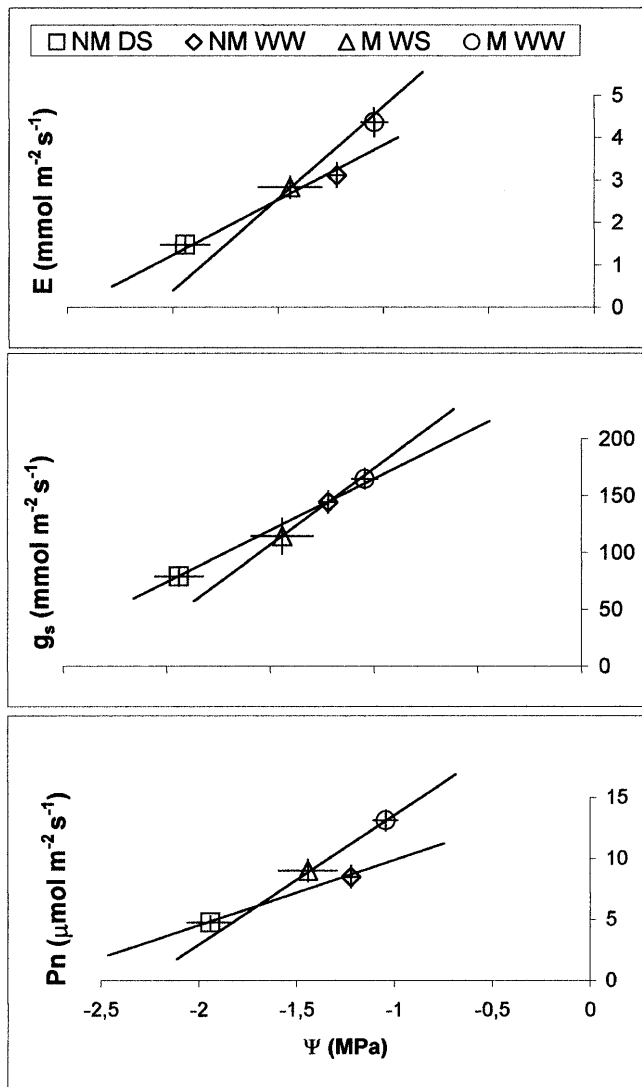 NM DS NM WW M WS M WW
E (mmol m⁻² s⁻¹)
5
4
3
2
1
0
gₛ (mmol m⁻² s⁻¹)
200
150
100
50
0
Pn (μmol m⁻² s⁻¹)
15
10
5
0
-2,5 -2 -1,5 -1 -0,5 0
Ψ (MPa)